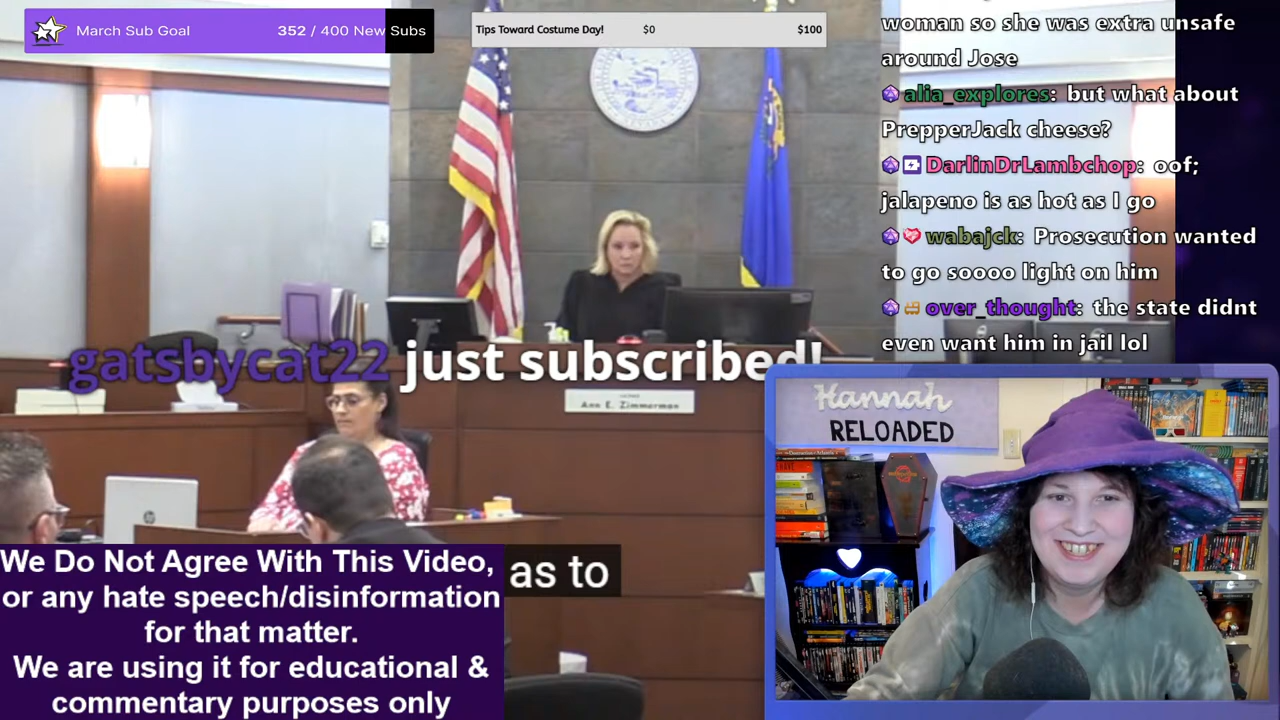 March Sub Goal 352 / 400 New Subs
Tips Toward Costume Day! $0 $100
woman so she was extra unsafe
around Jose
alia_explores: but what about
PrepperJack cheese?
DarlinDrLambchop: oof;
jalapeno is as hot as I go
wabajck: Prosecution wanted
to go soooo light on him
over_thought: the state didnt
even want him in jail lol
gatsbycat22 just subscribed!
Ann E. Zimmerman
Hannah
RELOADED
hp
as to
We Do Not Agree With This Video,
or any hate speech/disinformation
for that matter.
We are using it for educational &
commentary purposes only